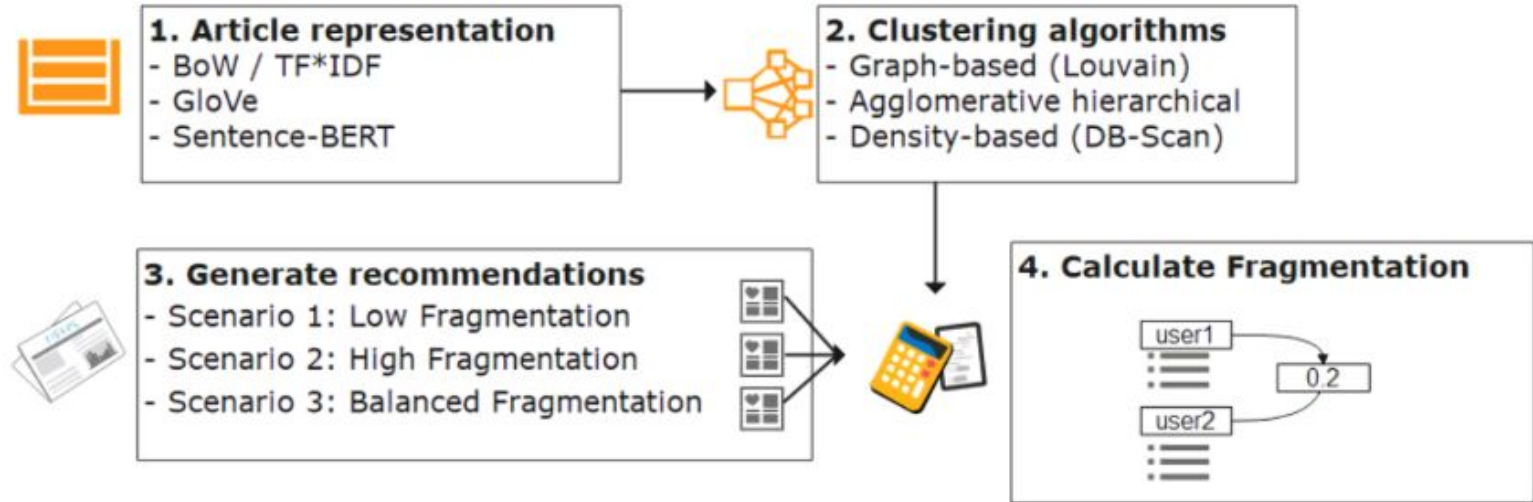 1. Article representation
- BoW / TF*IDF
- GloVe
- Sentence-BERT
2. Clustering algorithms
- Graph-based (Louvain)
- Agglomerative hierarchical
- Density-based (DB-Scan)
3. Generate recommendations
- Scenario 1: Low Fragmentation
- Scenario 2: High Fragmentation
- Scenario 3: Balanced Fragmentation
4. Calculate Fragmentation
user1
0.2
user2